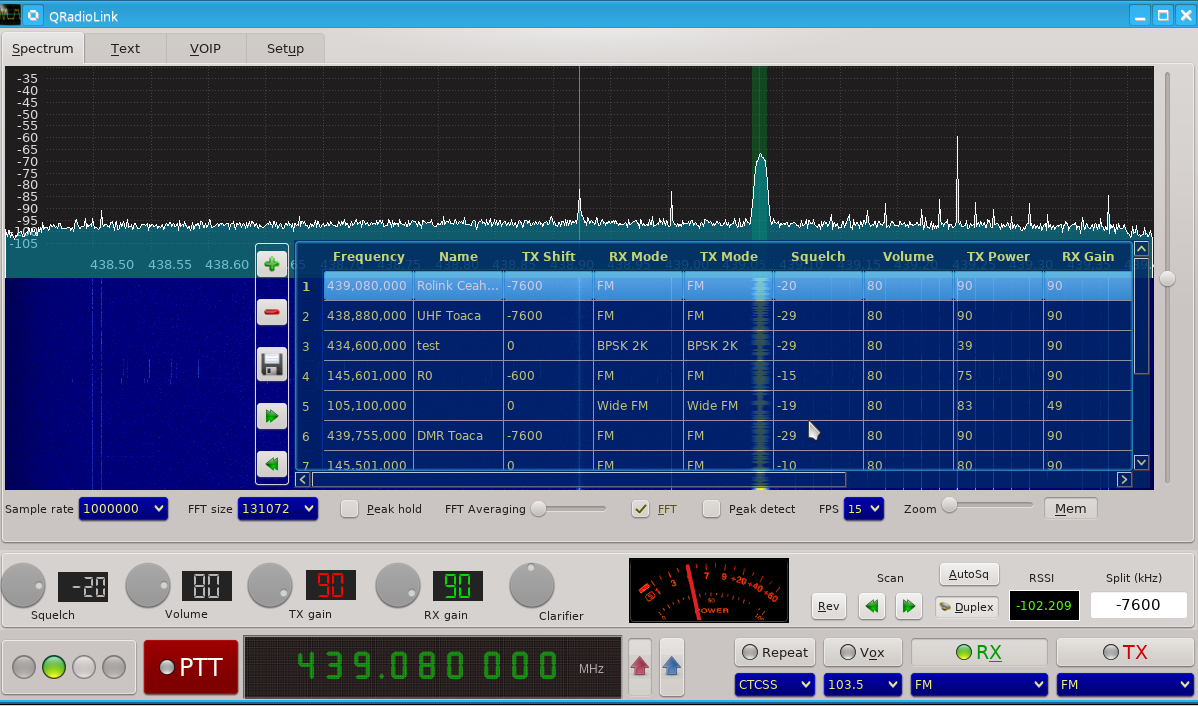 QRadioLink
Spectrum Text VOIP Setup
-35
-40
-45
-50
-55
-60
-65
-70
-75
-80
-85
-90
-95
-100
-105
438.50 438.55 438.60
Frequency Name TX Shift RX Mode TX Mode Squelch Volume TX Power RX Gain
1 439,080,000 Rolink Ceah... -7600 FM FM -20 80 90 90
2 438,880,000 UHF Toaca -7600 FM FM -29 80 90 90
3 434,600,000 test 0 BPSK 2K BPSK 2K -29 80 39 90
4 145,601,000 R0 -600 FM FM -15 80 75 90
5 105,100,000 0 Wide FM Wide FM -19 80 83 49
6 439,755,000 DMR Toaca -7600 FM FM -29 80 90 90
7 145,501,000 0 FM FM -10 80 80 90
Sample rate 1000000 FFT size 131072 Peak hold FFT Averaging FFT Peak detect FPS 15 Zoom Mem
-20 80 90 90
Squelch Volume TX gain RX gain Clarifier
S 1 3 7 9 +20 +40 +60
POWER
Scan AutoSq RSSI Split (kHz)
Rev Duplex -102.209 -7600
PTT 439.080 000 MHz
Repeat Vox RX TX
CTCSS 103.5 FM FM